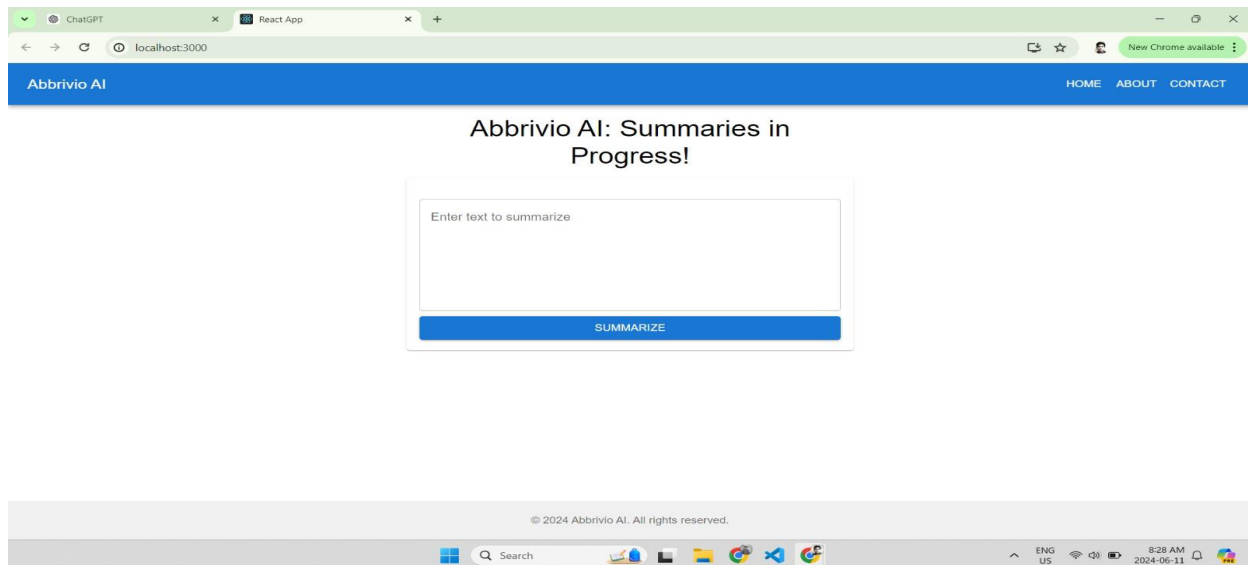 ChatGPT
React App
localhost:3000
New Chrome available
Abbrivio AI
HOME ABOUT CONTACT
Abbrivio AI: Summaries in
Progress!
Enter text to summarize
SUMMARIZE
© 2024 Abbrivio AI. All rights reserved.
Search
ENG
US
8:28 AM
2024-06-11
PRE